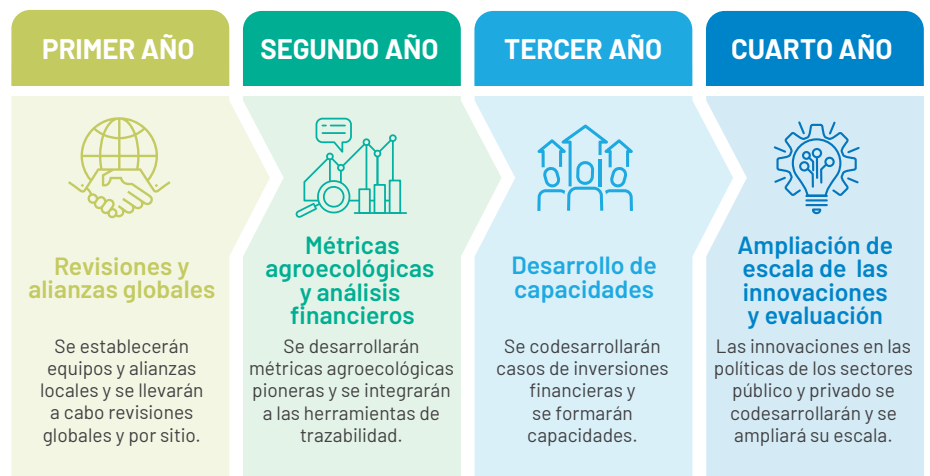 PRIMER AÑO
Revisiones y
alianzas globales
Se establecerán
equipos y alianzas
locales y se llevarán
a cabo revisiones
globales y por sitio.
SEGUNDO AÑO
Métricas
agroecológicas
y análisis
financieros
Se desarrollarán
métricas agroecológicas
pioneras y se integrarán
a las herramientas de
trazabilidad.
TERCER AÑO
Desarrollo de
capacidades
Se codesarrollarán
casos de inversiones
financieras y
se formarán
capacidades.
CUARTO AÑO
Ampliación de
escala de las
innovaciones
y evaluación
Las innovaciones en las
políticas de los sectores
público y privado se
codesarrollarán y se
ampliará su escala.